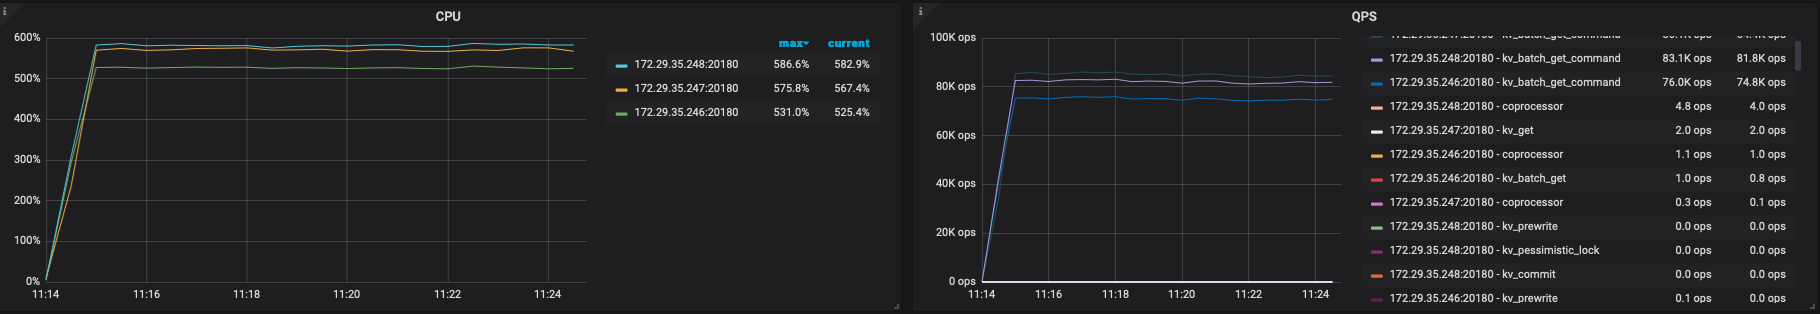 CPU
600%
500%
400%
300%
200%
100%
0%
11:14 11:16 11:18 11:20 11:22 11:24
max current
172.29.35.248:20180 586.6% 582.9%
172.29.35.247:20180 575.8% 567.4%
172.29.35.246:20180 531.0% 525.4%
QPS
100K ops
80K ops
60K ops
40K ops
20K ops
0 ops
11:14 11:16 11:18 11:20 11:22 11:24
172.29.35.248:20180 - kv_batch_get_command 83.1K ops 81.8K ops
172.29.35.246:20180 - kv_batch_get_command 76.0K ops 74.8K ops
172.29.35.248:20180 - coprocessor 4.8 ops 4.0 ops
172.29.35.247:20180 - kv_get 2.0 ops 2.0 ops
172.29.35.246:20180 - coprocessor 1.1 ops 1.0 ops
172.29.35.246:20180 - kv_batch_get 1.0 ops 0.8 ops
172.29.35.247:20180 - coprocessor 0.3 ops 0.1 ops
172.29.35.248:20180 - kv_prewrite 0.0 ops 0.0 ops
172.29.35.248:20180 - kv_pessimistic_lock 0.0 ops 0.0 ops
172.29.35.248:20180 - kv_commit 0.0 ops 0.0 ops
172.29.35.246:20180 - kv_prewrite 0.1 ops 0.0 ops